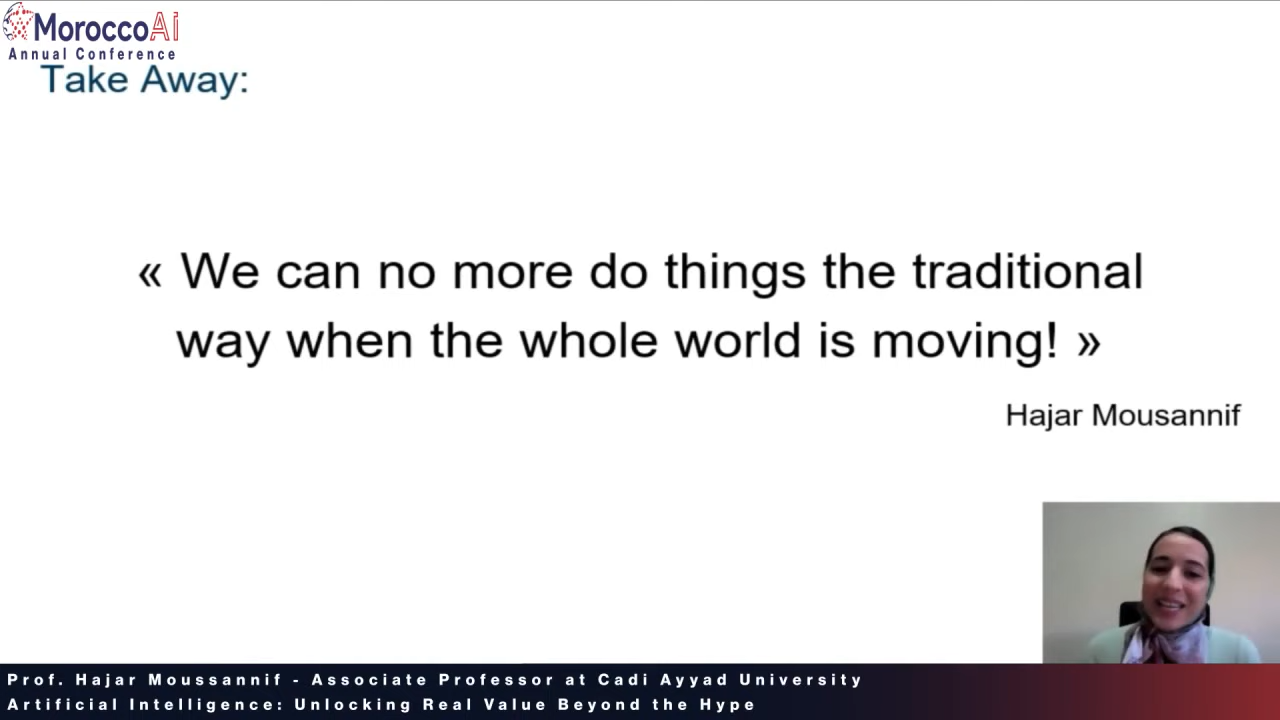 MoroccoAi
Annual Conference
Take Away:
« We can no more do things the traditional
way when the whole world is moving! »
Hajar Mousannif
Prof. Hajar Moussannif - Associate Professor at Cadi Ayyad University
Artificial Intelligence: Unlocking Real Value Beyond the Hype